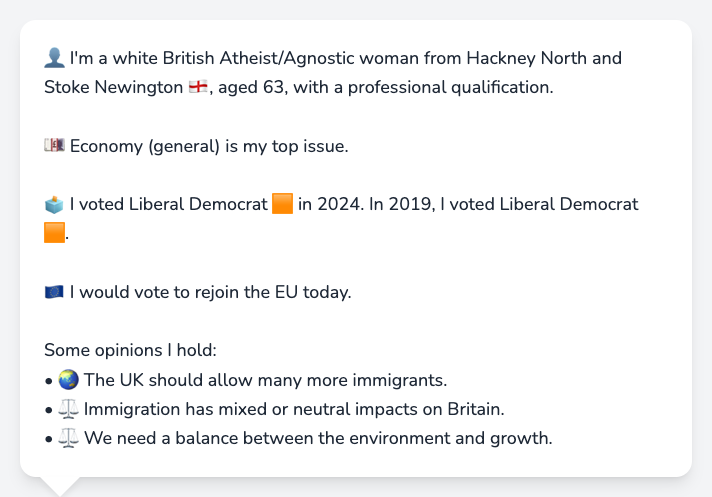 👤 I'm a white British Atheist/Agnostic woman from Hackney North and
Stoke Newington 🏴󠁧󠁢󠁥󠁮󠁧󠁿, aged 63, with a professional qualification.
💷 Economy (general) is my top issue.
🗳️ I voted Liberal Democrat 🟧 in 2024. In 2019, I voted Liberal Democrat
🟧.
🇪🇺 I would vote to rejoin the EU today.
Some opinions I hold:
• 🌏 The UK should allow many more immigrants.
• ⚖️ Immigration has mixed or neutral impacts on Britain.
• ⚖️ We need a balance between the environment and growth.